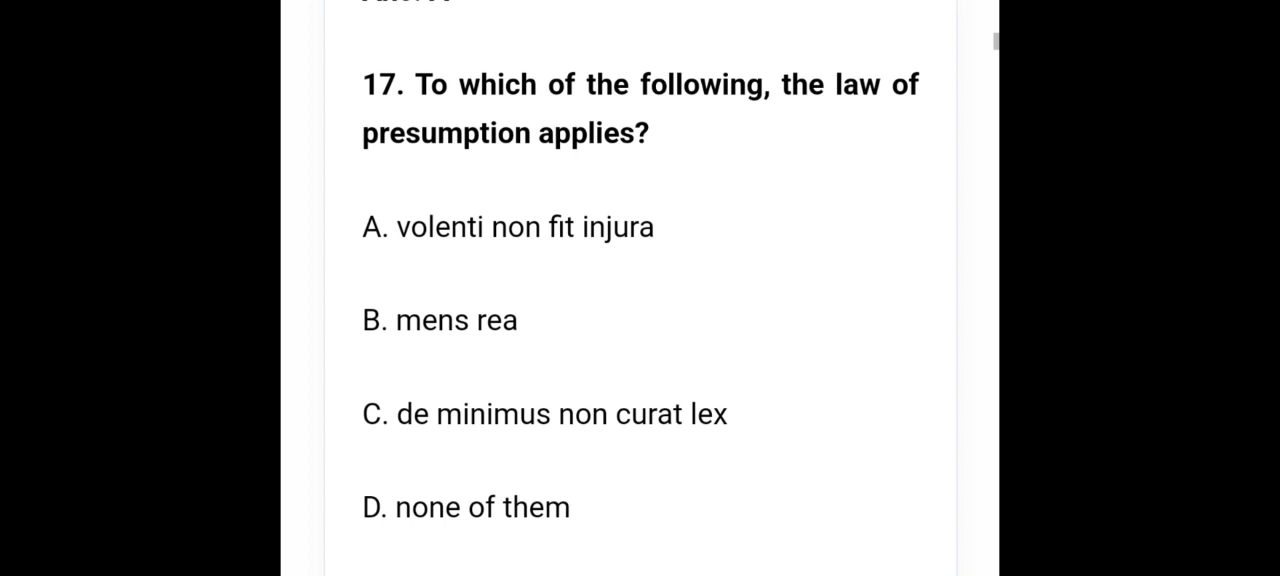 17. To which of the following, the law of
presumption applies?
A. volenti non fit injura
B. mens rea
C. de minimus non curat lex
D. none of them